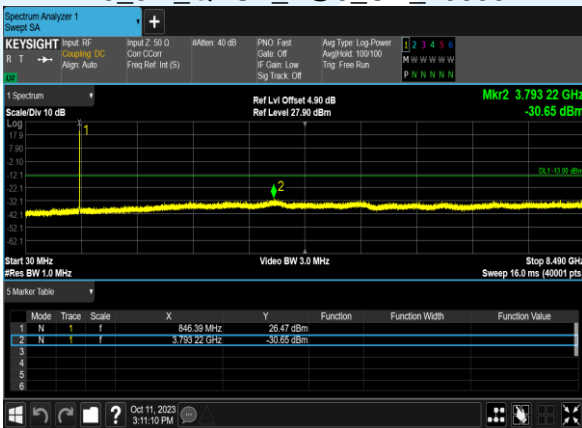 Spectrum Analyzer 1
Swept SA
+
KEYSIGHT Input: RF Input Z: 50 Ω #Atten: 40 dB PNO: Fast Avg Type: Log-Power 1 2 3 4 5 6
R T Coupling: DC Corr CCorr Gate: Off Avg|Hold: 100/100 M W W W W W
Align: Auto Freq Ref: Int (S) IF Gain: Low Trig: Free Run
Sig Track: Off P N N N N N
LW
1 Spectrum Ref Lvl Offset 4.90 dB Mkr2 3.793 22 GHz
Scale/Div 10 dB Ref Level 27.90 dBm -30.65 dBm
Log
17.9
7.90
-2.10
-12.1
-22.1
-32.1
-42.1
-52.1
-62.1
1
DL1 -13.00 dBm
2
Start 30 MHz Video BW 3.0 MHz Stop 8.490 GHz
#Res BW 1.0 MHz Sweep 16.0 ms (40001 pts)
5 Marker Table
Mode Trace Scale X Y Function Function Width Function Value
1 N 1 f 846.39 MHz 26.47 dBm
2 N 1 f 3.793 22 GHz -30.65 dBm
3
4
5
6
? Oct 11, 2023
3:11:10 PM